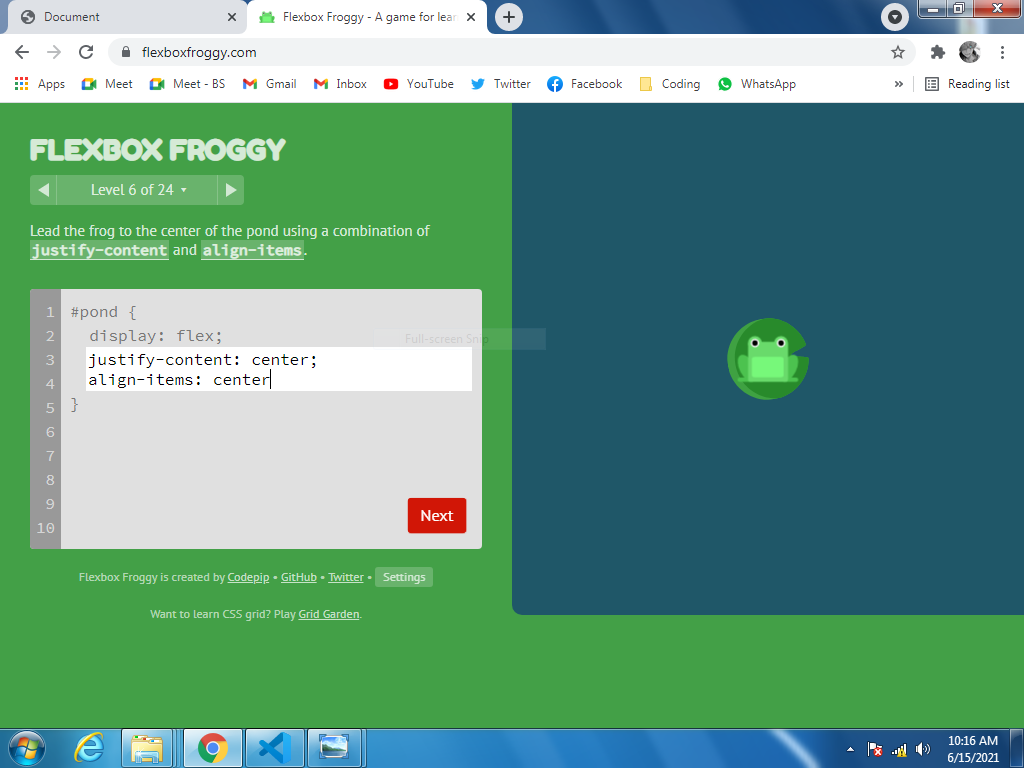 Document
Flexbox Froggy - A game for lear
flexboxfroggy.com
Apps Meet Meet - BS Gmail Inbox YouTube Twitter Facebook Coding WhatsApp » Reading list
FLEXBOX FROGGY
Level 6 of 24
Lead the frog to the center of the pond using a combination of
justify-content and align-items.
1 #pond {
2 display: flex;
Full-screen Snip
3 justify-content: center;
4 align-items: center
5 }
6
7
8
9
10
Next
Flexbox Froggy is created by Codepip • GitHub • Twitter • Settings
Want to learn CSS grid? Play Grid Garden.
10:16 AM
6/15/2021